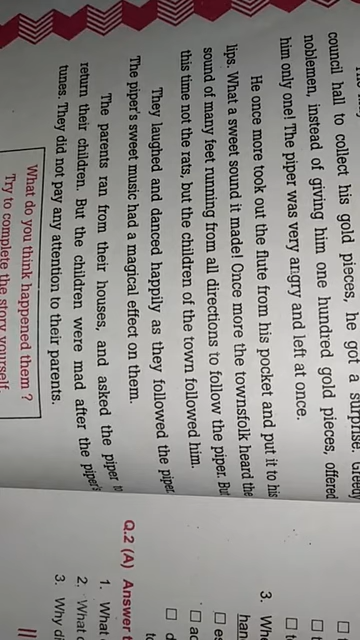 council hall to collect his gold pieces, he got a surprise. Greedy
noblemen, instead of giving him one hundred gold pieces, offered
him only one! The piper was very angry and left at once.
He once more took out the flute from his pocket and put it to his
lips. What a sweet sound it made! Once more the townsfolk heard the
sound of many feet running from all directions to follow the piper. But
this time not the rats, but the children of the town followed him.
They laughed and danced happily as they followed the piper.
The piper's sweet music had a magical effect on them.
The parents ran from their houses, and asked the piper to
return their children. But the children were mad after the piper's
tunes. They did not pay any attention to their parents.
What do you think happened them ?
Try to complete the story yourself.
3.
Q.2 (A) Answer
1. What
2. What
3. Why